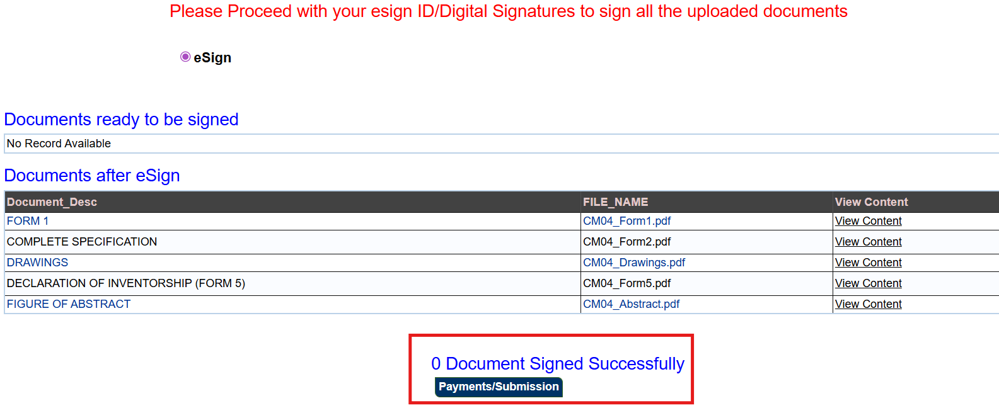 Please Proceed with your esign ID/Digital Signatures to sign all the uploaded documents
eSign
Documents ready to be signed
No Record Available
Documents after eSign
Document_Desc FILE_NAME View Content
FORM 1 CM04_Form1.pdf View Content
COMPLETE SPECIFICATION CM04_Form2.pdf View Content
DRAWINGS CM04_Drawings.pdf View Content
DECLARATION OF INVENTORSHIP (FORM 5) CM04_Form5.pdf View Content
FIGURE OF ABSTRACT CM04_Abstract.pdf View Content
0 Document Signed Successfully
Payments/Submission